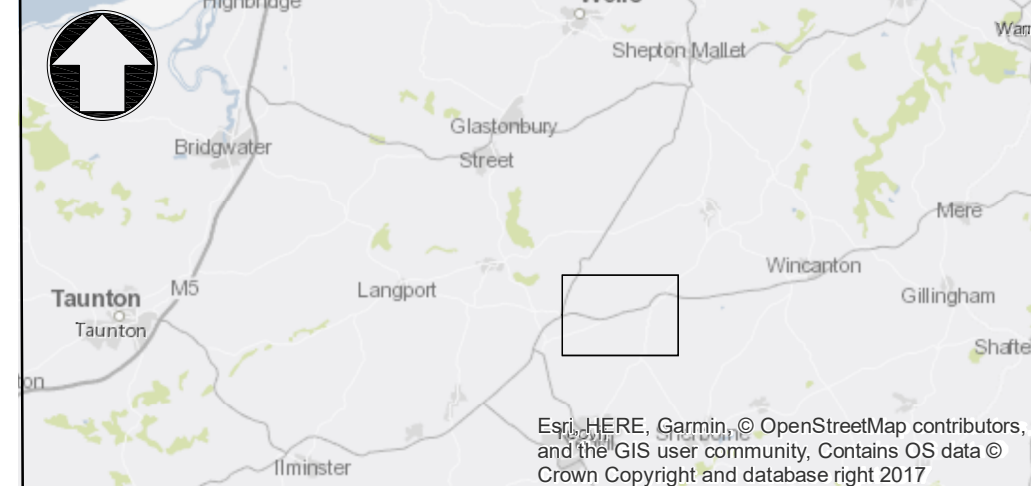 Highbridge
Wells
Shepton Mallet
Glastonbury
Bridgwater
Street
Mere
Wincanton
M5
Langport
Gillingham
Taunton
Taunton
Esri, HERE, Garmin, © OpenStreetMap contributors,
Sherborne
and the GIS user community, Contains OS data ©
Ilminster
Crown Copyright and database right 2017